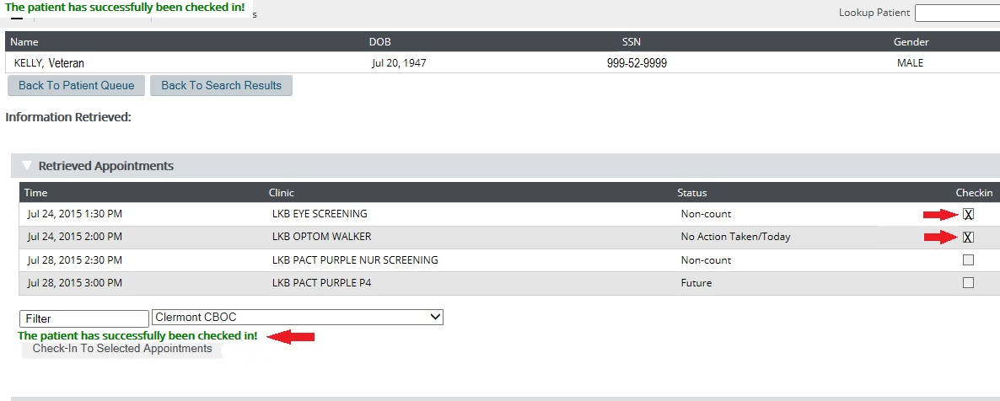 The patient has successfully been checked in!
s
Lookup Patient
Name DOB SSN Gender
KELLY, Veteran Jul 20, 1947 999-52-9999 MALE
Back To Patient Queue Back To Search Results
Information Retrieved:
Retrieved Appointments
Time Clinic Status Checkin
Jul 24, 2015 1:30 PM LKB EYE SCREENING Non-count X
Jul 24, 2015 2:00 PM LKB OPTOM WALKER No Action Taken/Today X
Jul 28, 2015 2:30 PM LKB PACT PURPLE NUR SCREENING Non-count
Jul 28, 2015 3:00 PM LKB PACT PURPLE P4 Future
Filter Clermont CBOC
The patient has successfully been checked in!
Check-In To Selected Appointments